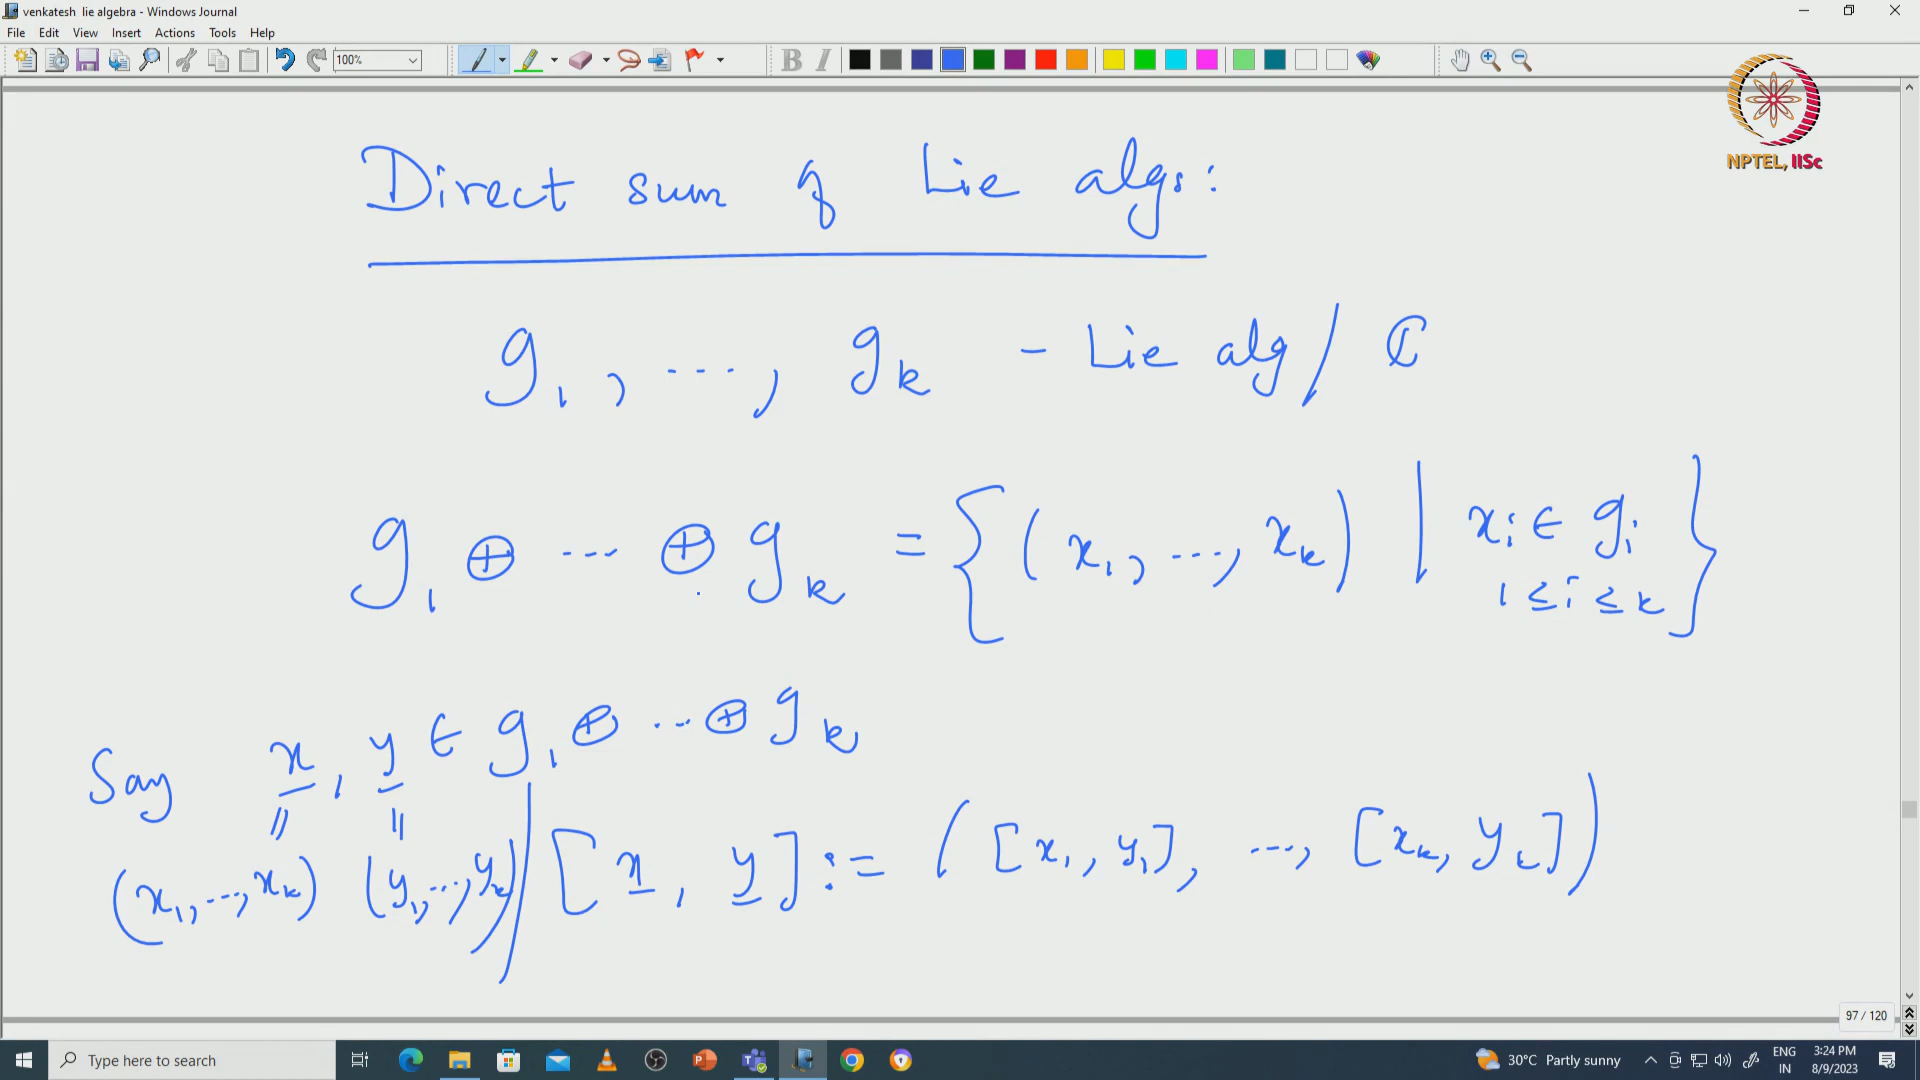 venkatesh lie algebra - Windows Journal
File Edit View Insert Actions Tools Help
100%
B I
NPTEL, IISc
Direct sum of Lie algs:
g₁, ..., gₖ - Lie alg / ℂ
g₁ ⊕ ... ⊕ gₖ = { (x₁, ..., xₖ) | xᵢ ∈ gᵢ
1 ≤ i ≤ k }
Say x, y ∈ g₁ ⊕ ... ⊕ gₖ
|| ||
(x₁, ..., xₖ) (y₁, ..., yₖ) / [x, y] := ([x₁, y₁], ..., [xₖ, yₖ])
97 / 120
Type here to search
30°C Partly sunny
ENG
IN
3:24 PM
8/9/2023